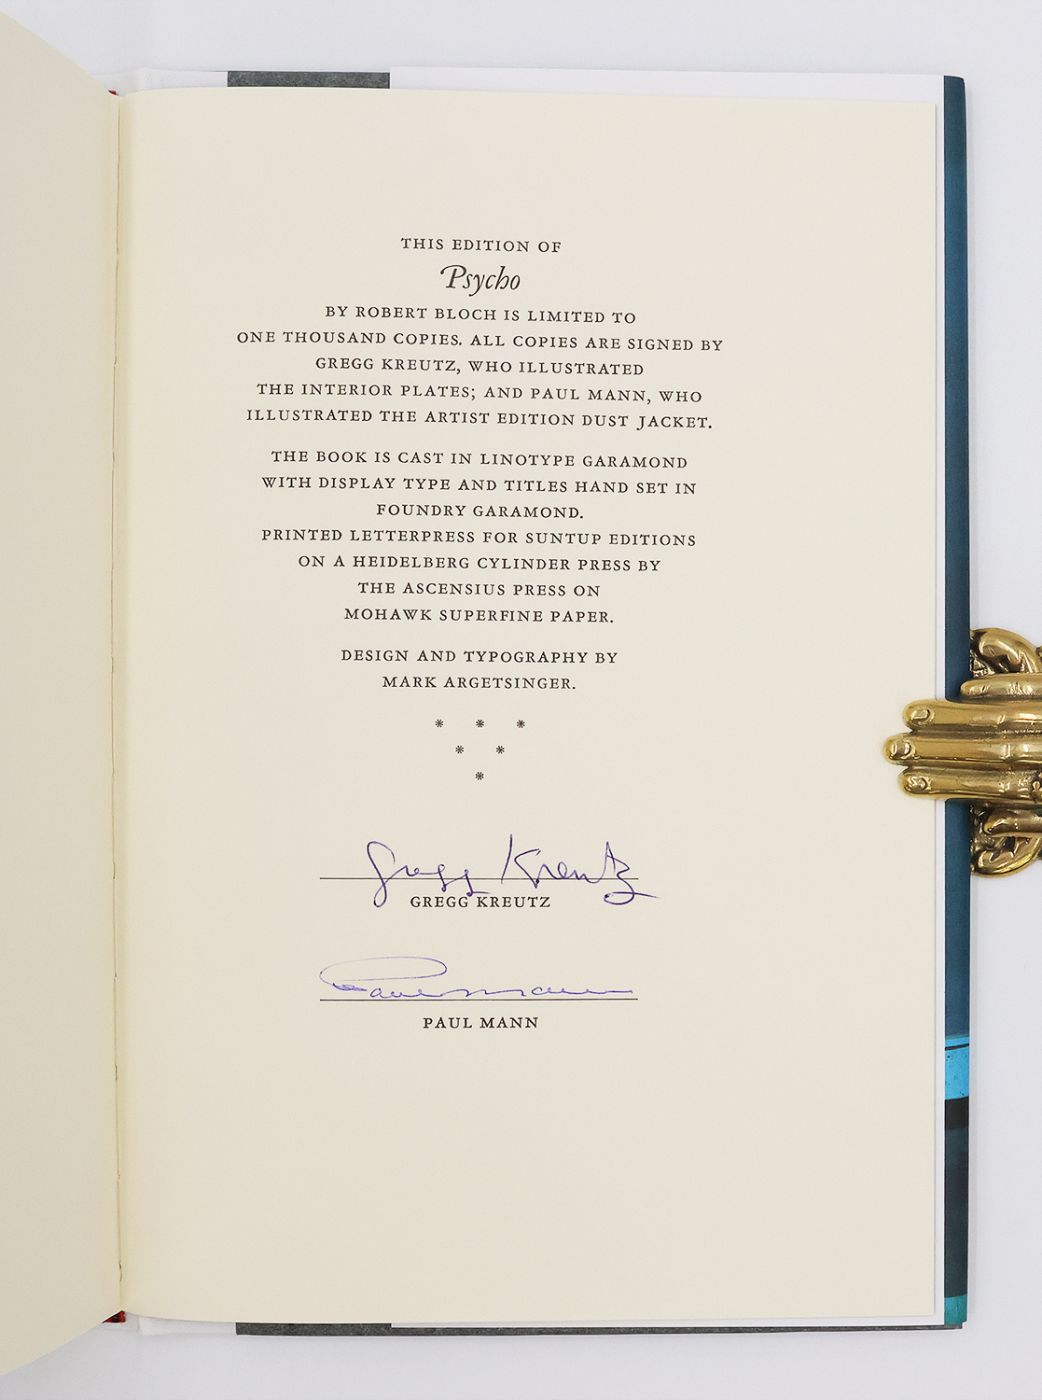 THIS EDITION OF
Psycho
BY ROBERT BLOCH IS LIMITED TO
ONE THOUSAND COPIES. ALL COPIES ARE SIGNED BY
GREGG KREUTZ, WHO ILLUSTRATED
THE INTERIOR PLATES; AND PAUL MANN, WHO
ILLUSTRATED THE ARTIST EDITION DUST JACKET.
THE BOOK IS CAST IN LINOTYPE GARAMOND
WITH DISPLAY TYPE AND TITLES HAND SET IN
FOUNDRY GARAMOND.
PRINTED LETTERPRESS FOR SUNTUP EDITIONS
ON A HEIDELBERG CYLINDER PRESS BY
THE ASCENSIUS PRESS ON
MOHAWK SUPERFINE PAPER.
DESIGN AND TYPOGRAPHY BY
MARK ARGETSINGER.
* * *
* *
*
Gregg Kreutz
GREGG KREUTZ
Paul Mann
PAUL MANN